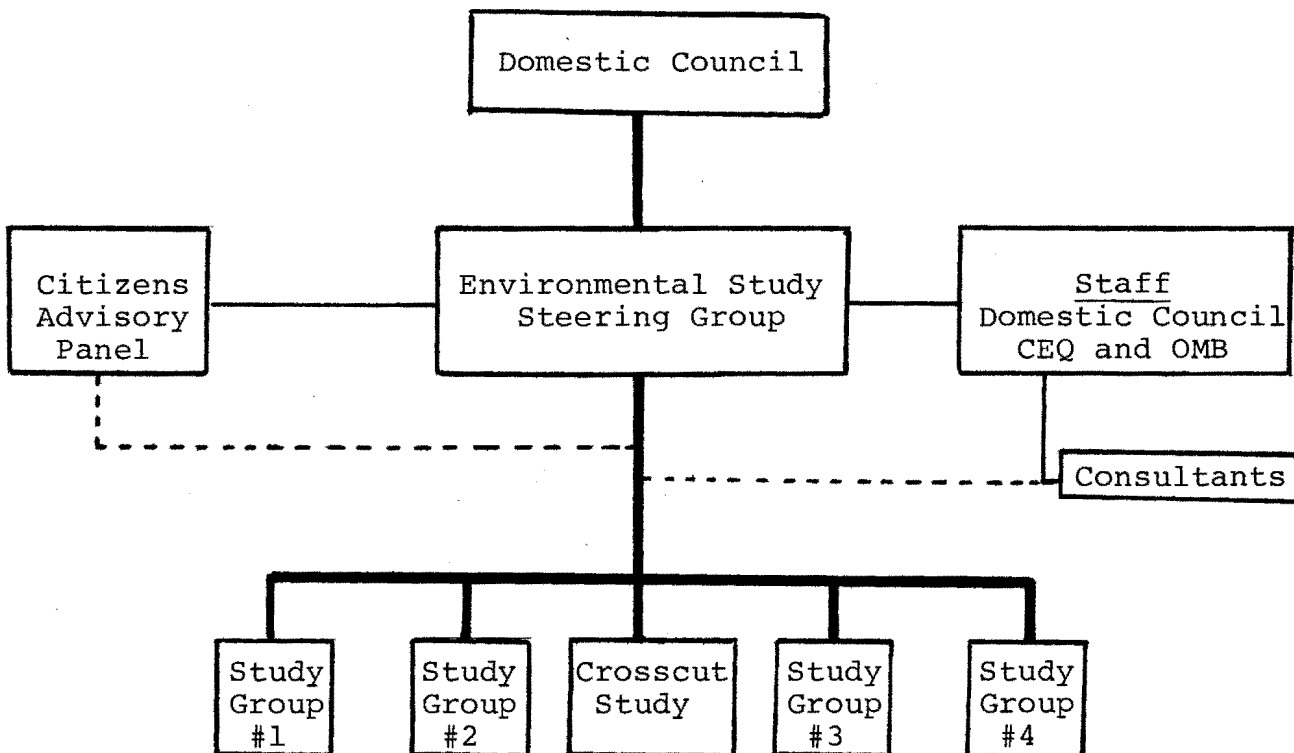 Domestic Council
Citizens
Advisory
Panel
Environmental Study
Steering Group
Staff
Domestic Council
CEQ and OMB
Consultants
Study
Group
#1
Study
Group
#2
Crosscut
Study
Study
Group
#3
Study
Group
#4